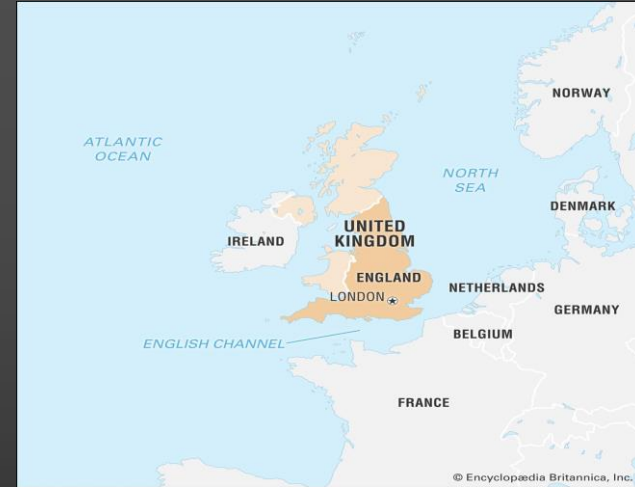 NORWAY
ATLANTIC
OCEAN
NORTH
SEA
DENMARK
UNITED
KINGDOM
IRELAND
ENGLAND
LONDON
NETHERLANDS
GERMANY
BELGIUM
ENGLISH CHANNEL
FRANCE
© Encyclopædia Britannica, Inc.